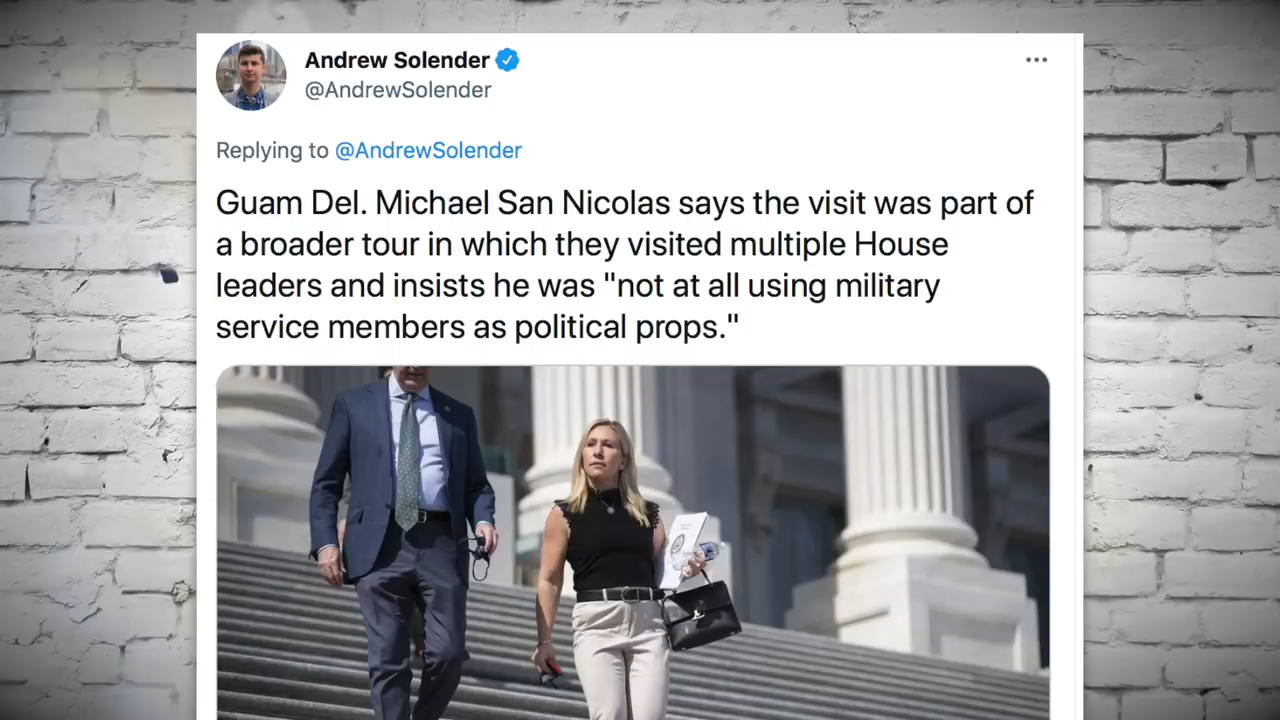 Andrew Solender
@AndrewSolender
Replying to @AndrewSolender
Guam Del. Michael San Nicolas says the visit was part of
a broader tour in which they visited multiple House
leaders and insists he was "not at all using military
service members as political props."